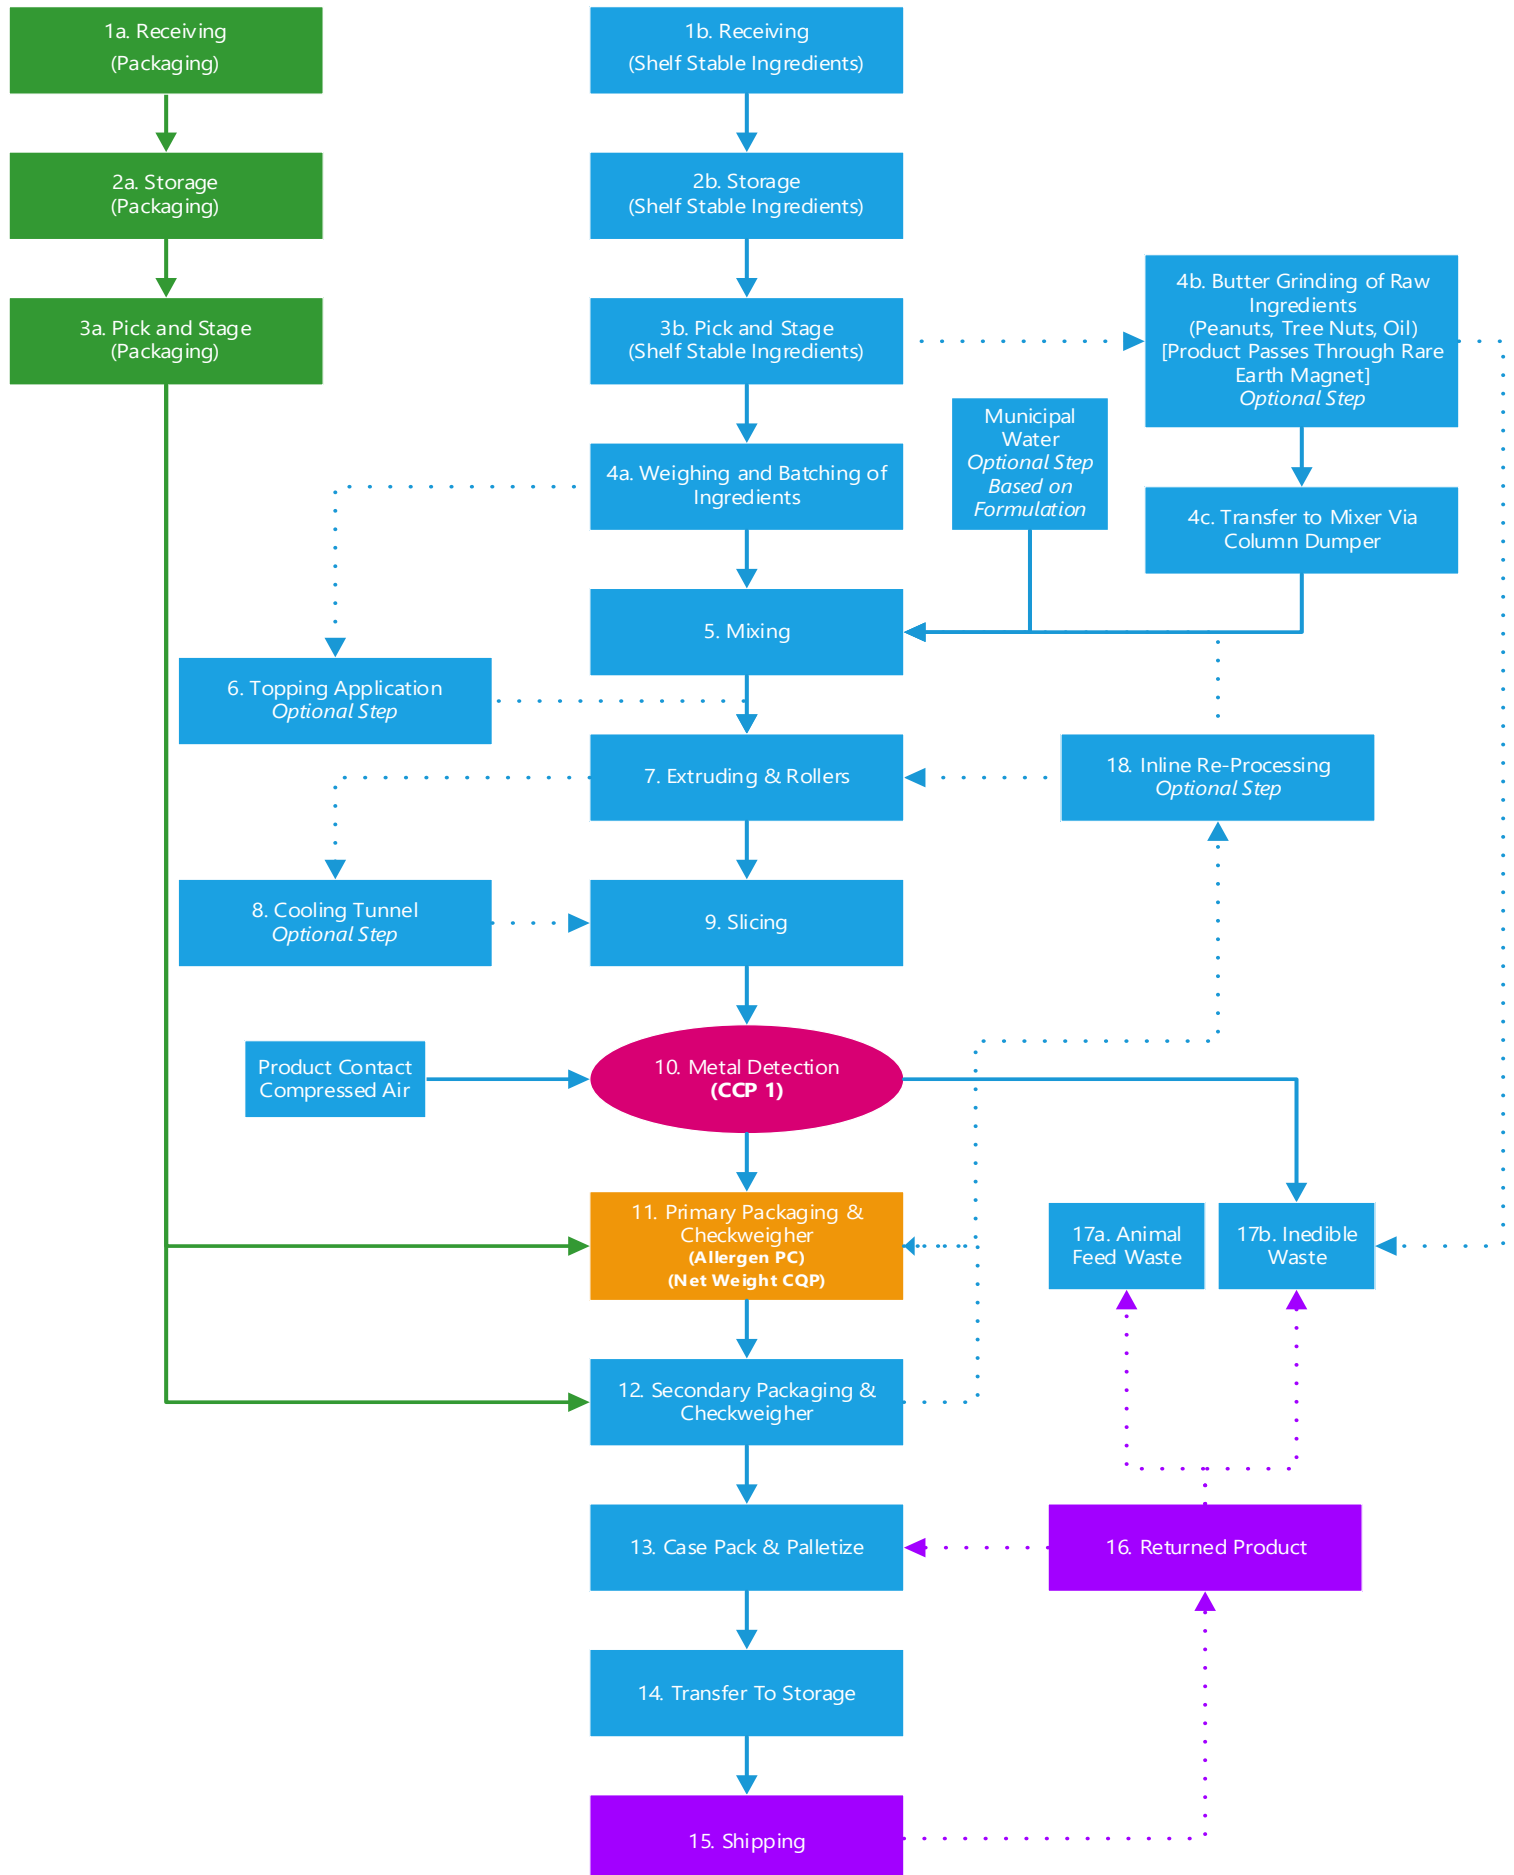 1a. Receiving
(Packaging)
1b. Receiving
(Shelf Stable Ingredients)
2a. Storage
(Packaging)
2b. Storage
(Shelf Stable Ingredients)
3a. Pick and Stage
(Packaging)
3b. Pick and Stage
(Shelf Stable Ingredients)
4b. Butter Grinding of Raw
Ingredients
(Peanuts, Tree Nuts, Oil)
[Product Passes Through Rare
Earth Magnet]
Optional Step
Municipal
Water
Optional Step
Based on
Formulation
4a. Weighing and Batching of
Ingredients
4c. Transfer to Mixer Via
Column Dumper
5. Mixing
6. Topping Application
Optional Step
7. Extruding & Rollers
18. Inline Re-Processing
Optional Step
8. Cooling Tunnel
Optional Step
9. Slicing
Product Contact
Compressed Air
10. Metal Detection
(CCP 1)
11. Primary Packaging &
Checkweigher
(Allergen PC)
(Net Weight CQP)
17a. Animal
Feed Waste
17b. Inedible
Waste
12. Secondary Packaging &
Checkweigher
13. Case Pack & Palletize
16. Returned Product
14. Transfer To Storage
15. Shipping